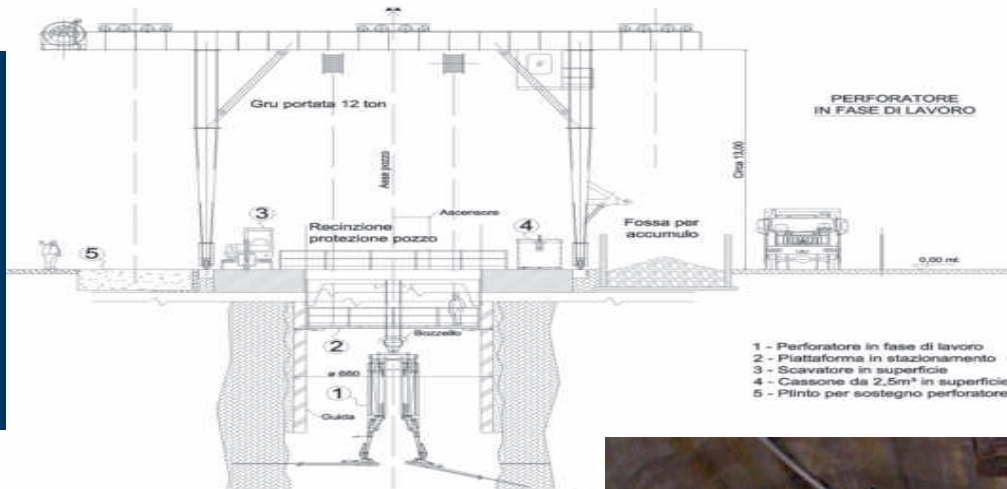 PERFORATORE
IN FASE DI LAVORO
Gru portata 12 ton
Asse pozzo
Circa 13,00
3
Ascensore
4
Recinzione
protezione pozzo
Fossa per
accumulo
5
0,00 mt
Bozzello
2
ø 660
1
Guida
1 - Perforatore in fase di lavoro
2 - Piattaforma in stazionamento
3 - Scavatore in superficie
4 - Cassone da 2,5m³ in superficie
5 - Plinto per sostegno perforatore